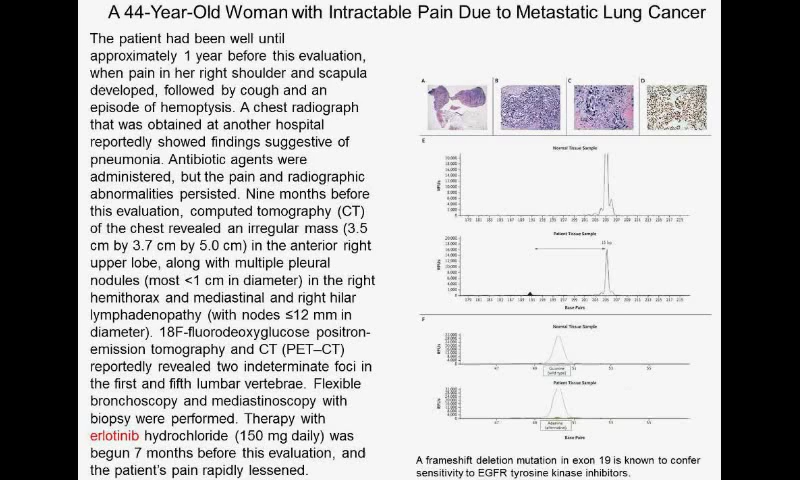 A 44-Year-Old Woman with Intractable Pain Due to Metastatic Lung Cancer
The patient had been well until
approximately 1 year before this evaluation,
when pain in her right shoulder and scapula
developed, followed by cough and an
episode of hemoptysis. A chest radiograph
that was obtained at another hospital
reportedly showed findings suggestive of
pneumonia. Antibiotic agents were
administered, but the pain and radiographic
abnormalities persisted. Nine months before
this evaluation, computed tomography (CT)
of the chest revealed an irregular mass (3.5
cm by 3.7 cm by 5.0 cm) in the anterior right
upper lobe, along with multiple pleural
nodules (most <1 cm in diameter) in the right
hemithorax and mediastinal and right hilar
lymphadenopathy (with nodes ≤12 mm in
diameter). 18F-fluorodeoxyglucose positron-
emission tomography and CT (PET–CT)
reportedly revealed two indeterminate foci in
the first and fifth lumbar vertebrae. Flexible
bronchoscopy and mediastinoscopy with
biopsy were performed. Therapy with
erlotinib hydrochloride (150 mg daily) was
begun 7 months before this evaluation, and
the patient's pain rapidly lessened.
A B C D
E
Normal Tissue Sample
Patient Tissue Sample
Base Pairs
F
Normal Tissue Sample
Patient Tissue Sample
Base Pairs
A frameshift deletion mutation in exon 19 is known to confer
sensitivity to EGFR tyrosine kinase inhibitors.